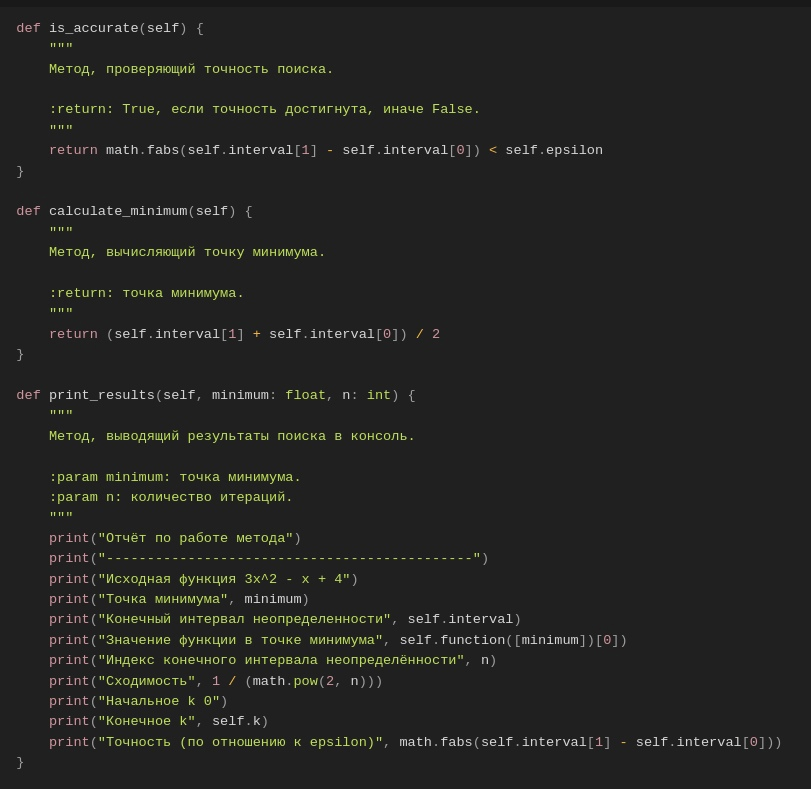 def is_accurate(self) {
    """
    Метод, проверяющий точность поиска.

    :return: True, если точность достигнута, иначе False.
    """
    return math.fabs(self.interval[1] - self.interval[0]) < self.epsilon
}

def calculate_minimum(self) {
    """
    Метод, вычисляющий точку минимума.

    :return: точка минимума.
    """
    return (self.interval[1] + self.interval[0]) / 2
}

def print_results(self, minimum: float, n: int) {
    """
    Метод, выводящий результаты поиска в консоль.

    :param minimum: точка минимума.
    :param n: количество итераций.
    """
    print("Отчёт по работе метода")
    print("---------------------------------------------")
    print("Исходная функция 3x^2 - x + 4")
    print("Точка минимума", minimum)
    print("Конечный интервал неопределенности", self.interval)
    print("Значение функции в точке минимума", self.function([minimum])[0])
    print("Индекс конечного интервала неопределённости", n)
    print("Сходимость", 1 / (math.pow(2, n)))
    print("Начальное k 0")
    print("Конечное k", self.k)
    print("Точность (по отношению к epsilon)", math.fabs(self.interval[1] - self.interval[0]))
}